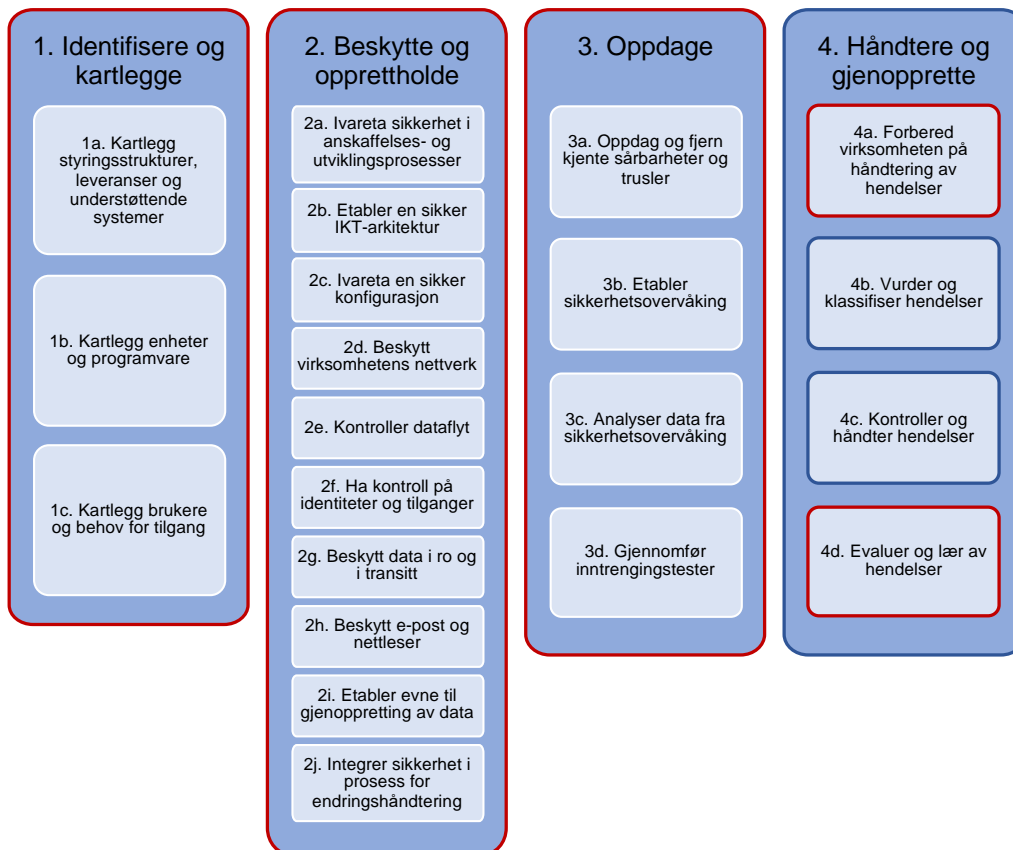 1. Identifisere og
kartlegge
1a. Kartlegg
styringsstrukturer,
leveranser og
understøttende
systemer
1b. Kartlegg enheter
og programvare
1c. Kartlegg brukere
og behov for tilgang
2. Beskytte og
opprettholde
2a. Ivareta sikkerhet i
anskaffelses- og
utviklingsprosesser
2b. Etabler en sikker
IKT-arkitektur
2c. Ivareta en sikker
konfigurasjon
2d. Beskytt
virksomhetens nettverk
2e. Kontroller dataflyt
2f. Ha kontroll på
identiteter og tilganger
2g. Beskytt data i ro og
i transitt
2h. Beskytt e-post og
nettleser
2i. Etabler evne til
gjenoppretting av data
2j. Integrer sikkerhet i
prosess for
endringshåndtering
3. Oppdage
3a. Oppdag og fjern
kjente sårbarheter og
trusler
3b. Etabler
sikkerhetsovervåking
3c. Analyser data fra
sikkerhetsovervåking
3d. Gjennomfør
inntrengingstester
4. Håndtere og
gjenopprette
4a. Forbered
virksomheten på
håndtering av
hendelser
4b. Vurder og
klassifiser hendelser
4c. Kontroller og
håndter hendelser
4d. Evaluer og lær av
hendelser